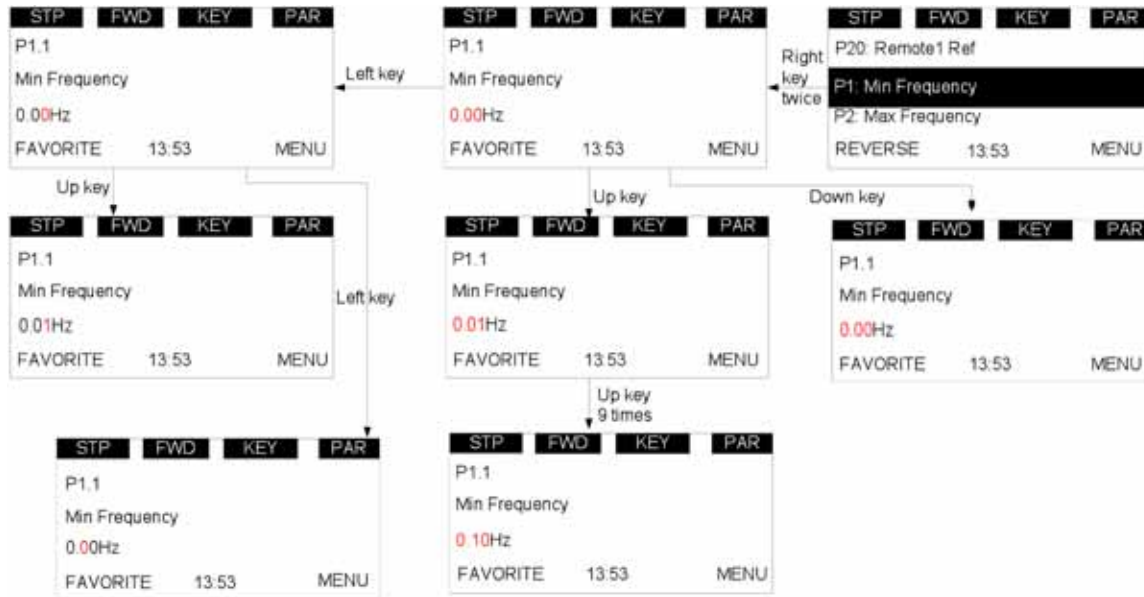 STP FWD KEY PAR
P1.1
Min Frequency
0.00Hz
FAVORITE 13:53 MENU
Left key
STP FWD KEY PAR
P1.1
Min Frequency
0.00Hz
FAVORITE 13:53 MENU
Right
key
twice
STP FWD KEY PAR
P20: Remote1 Ref
P1: Min Frequency
P2: Max Frequency
REVERSE 13:53 MENU
Up key
Up key
Down key
STP FWD KEY PAR
P1.1
Min Frequency
0.01Hz
FAVORITE 13:53 MENU
Left key
STP FWD KEY PAR
P1.1
Min Frequency
0.01Hz
FAVORITE 13:53 MENU
STP FWD KEY PAR
P1.1
Min Frequency
0.00Hz
FAVORITE 13:53 MENU
Up key
9 times
STP FWD KEY PAR
P1.1
Min Frequency
0.00Hz
FAVORITE 13:53 MENU
STP FWD KEY PAR
P1.1
Min Frequency
0.10Hz
FAVORITE 13:53 MENU